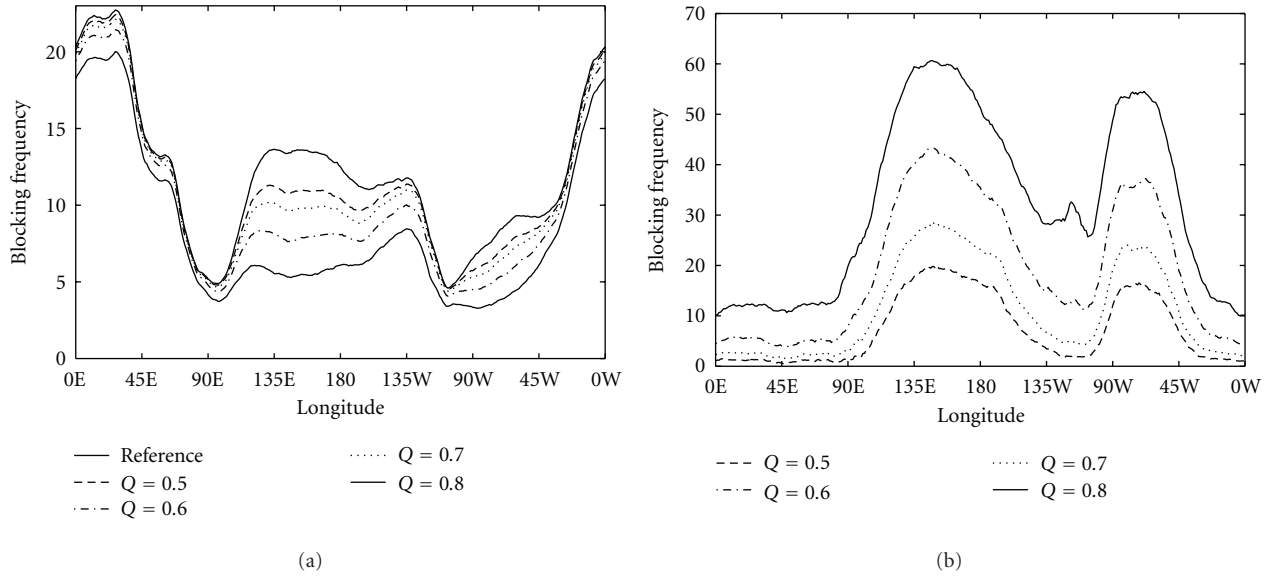 20
15
10
5
0
Blocking frequency
0E 45E 90E 135E 180 135W 90W 45W 0W
Longitude
Reference
Q = 0.5
Q = 0.6
Q = 0.7
Q = 0.8
(a)
70
60
50
40
30
20
10
0
Blocking frequency
0E 45E 90E 135E 180 135W 90W 45W 0W
Longitude
Q = 0.5
Q = 0.6
Q = 0.7
Q = 0.8
(b)